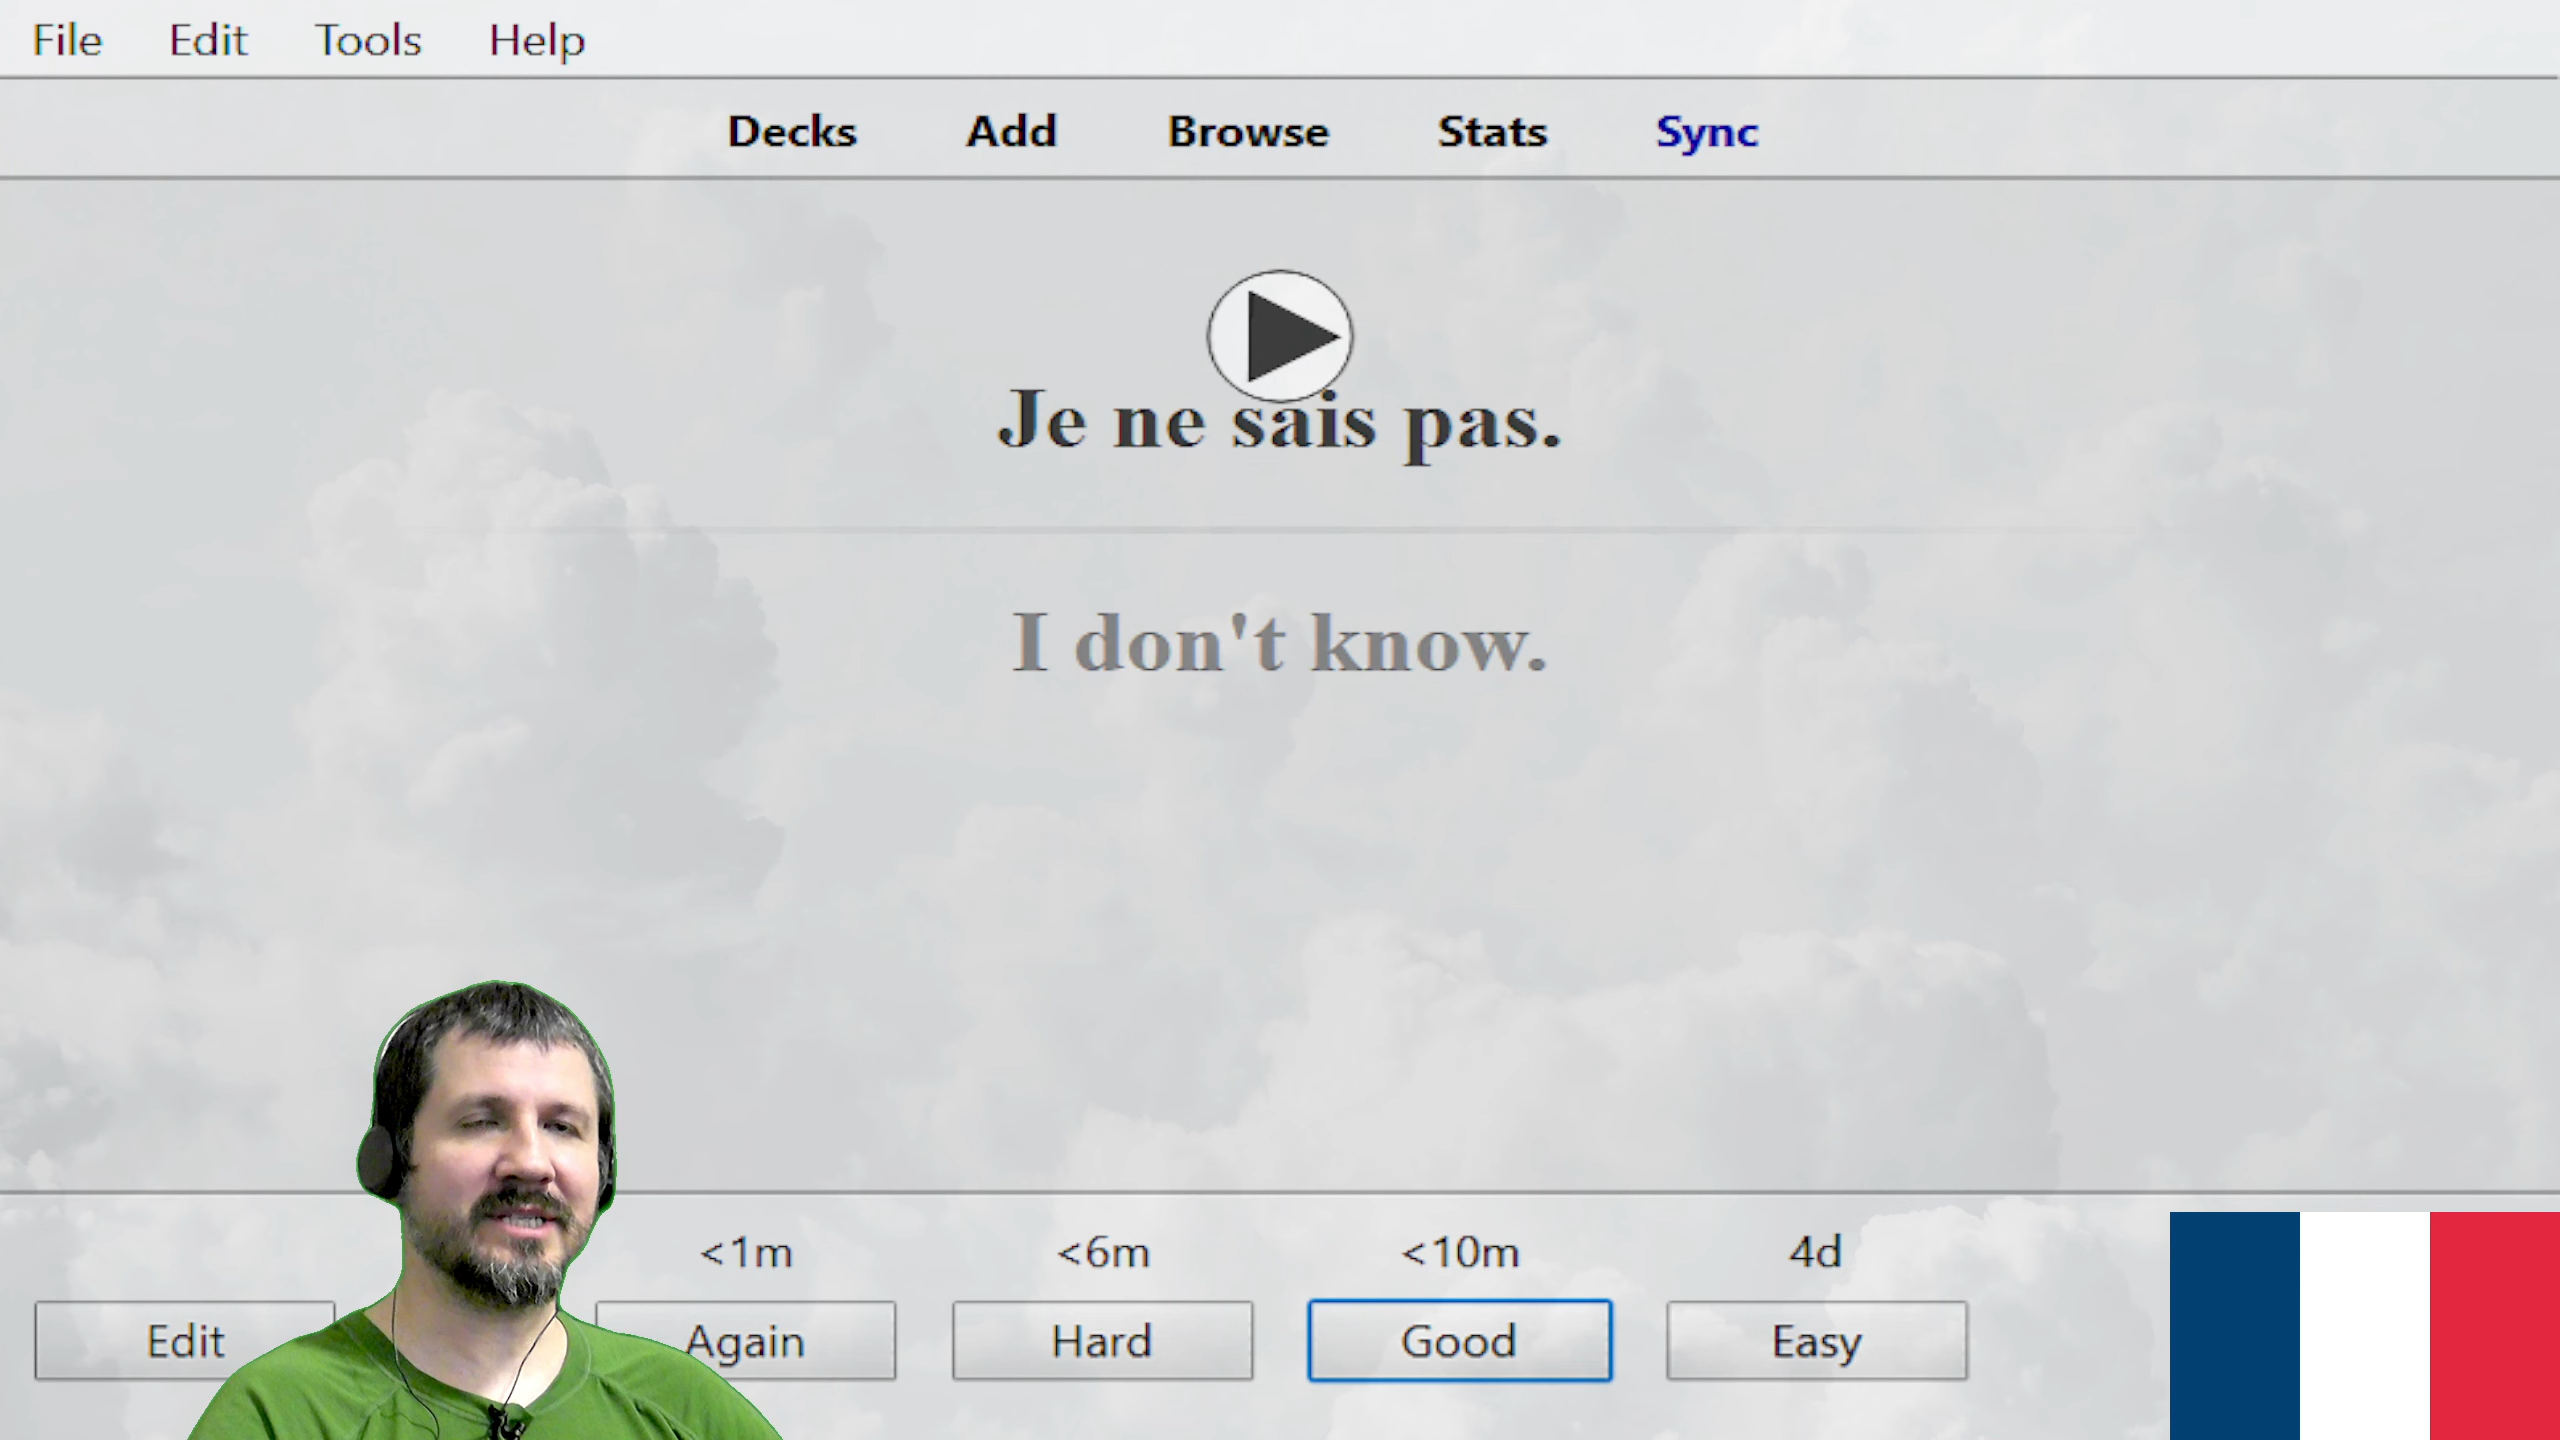 File Edit Tools Help
Decks Add Browse Stats Sync
Je ne sais pas.
I don't know.
<1m <6m <10m 4d
Edit Again Hard Good Easy